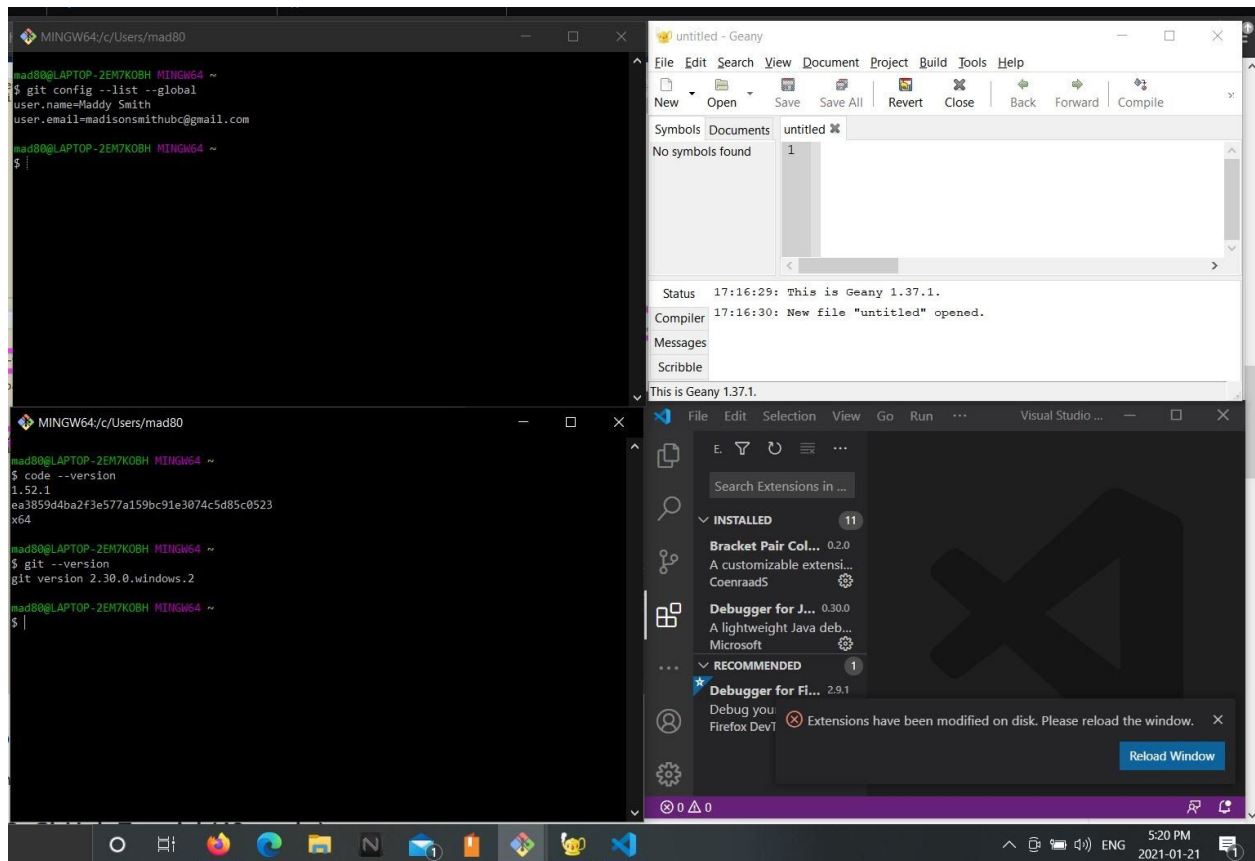 MINGW64:/c/Users/mad80
mad80@LAPTOP-2EM7KOBH MINGW64 ~
$ git config --list --global
user.name=Maddy Smith
user.email=madisonsmithubc@gmail.com
mad80@LAPTOP-2EM7KOBH MINGW64 ~
$
untitled - Geany
File Edit Search View Document Project Build Tools Help
New Open Save Save All Revert Close Back Forward Compile
Symbols Documents untitled
No symbols found 1
Status 17:16:29: This is Geany 1.37.1.
Compiler 17:16:30: New file "untitled" opened.
Messages
Scribble
This is Geany 1.37.1.
MINGW64:/c/Users/mad80
mad80@LAPTOP-2EM7KOBH MINGW64 ~
$ code --version
1.52.1
ea3859d4ba2f3e577a159bc91e3074c5d85c0523
x64
mad80@LAPTOP-2EM7KOBH MINGW64 ~
$ git --version
git version 2.30.0.windows.2
mad80@LAPTOP-2EM7KOBH MINGW64 ~
$
File Edit Selection View Go Run ··· Visual Studio ...
E. ···
Search Extensions in ...
INSTALLED 11
Bracket Pair Col... 0.2.0
A customizable extensi...
CoenraadS
Debugger for J... 0.30.0
A lightweight Java deb...
Microsoft
RECOMMENDED 1
Debugger for Fi... 2.9.1
Debug you
Firefox DevT
Extensions have been modified on disk. Please reload the window.
Reload Window
0 0
1 ENG 5:20 PM
2021-01-21 1